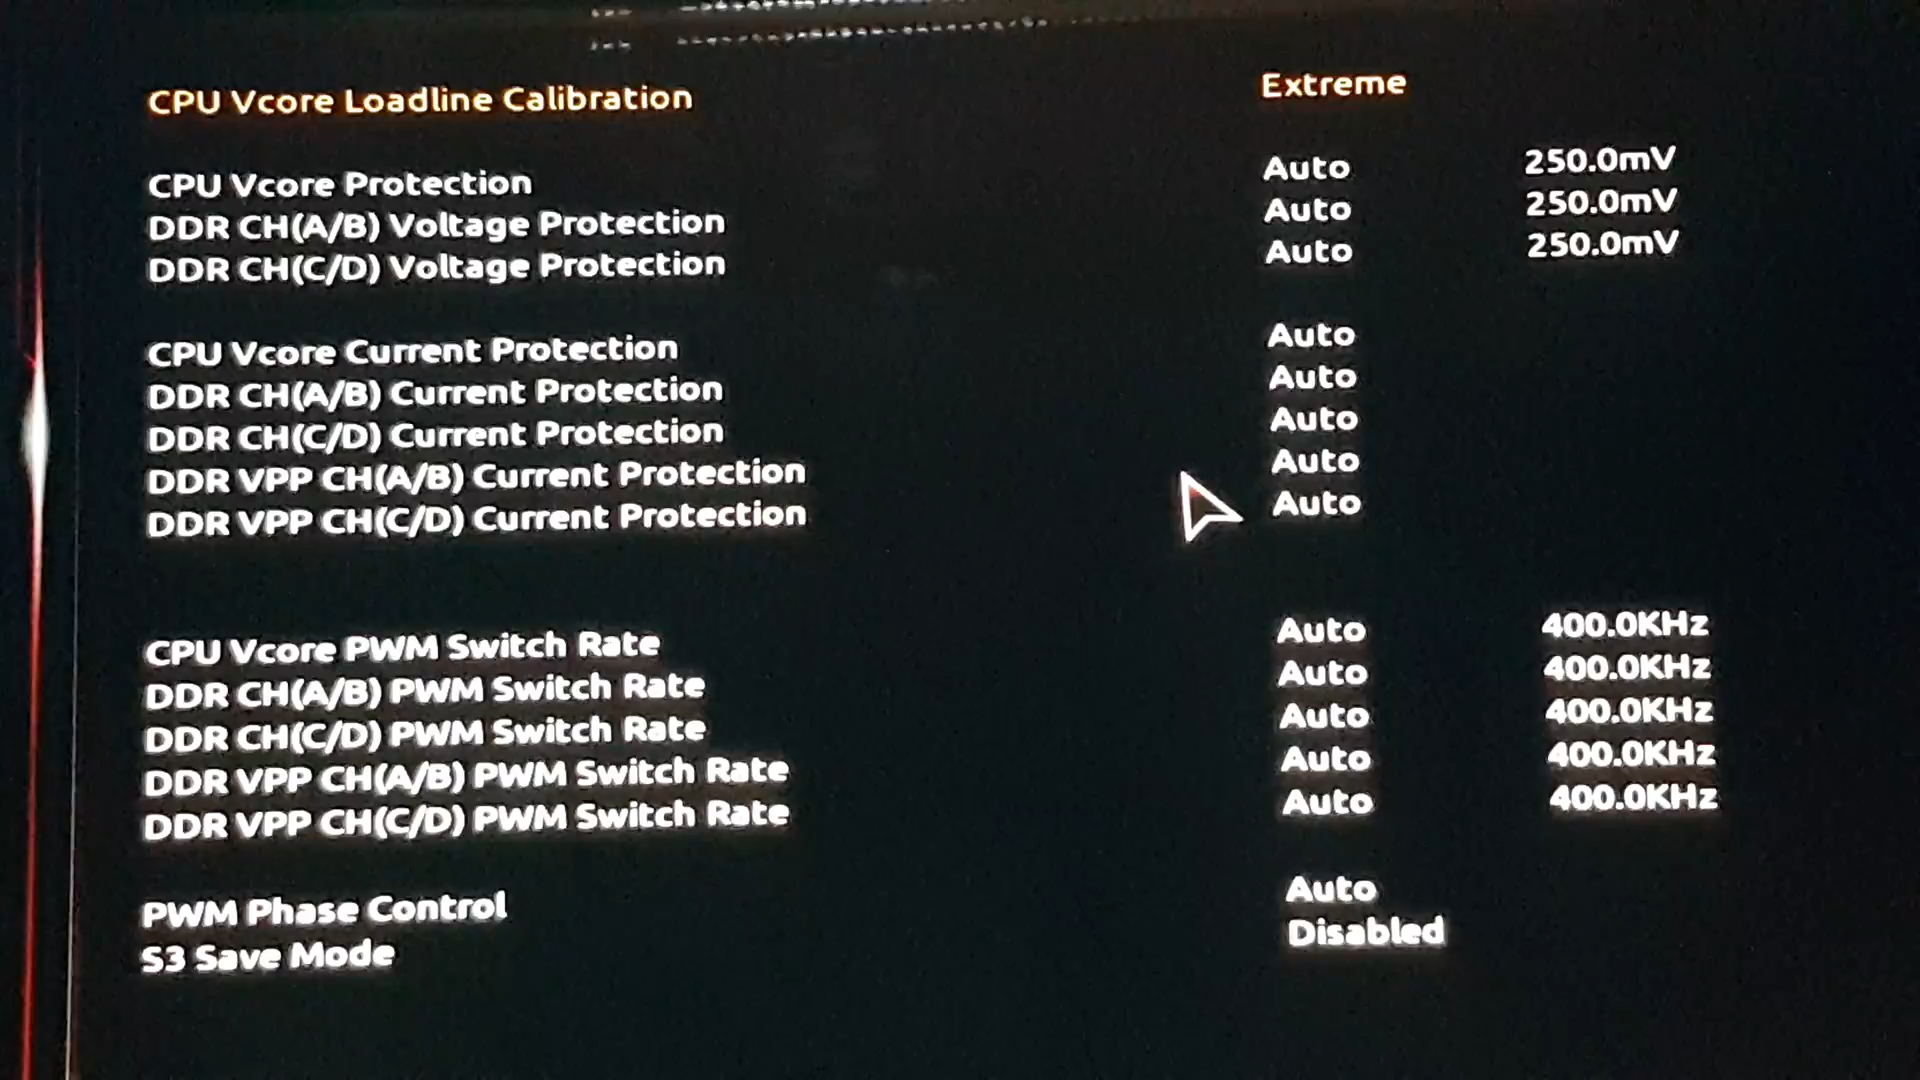 CPU Vcore Loadline Calibration Extreme
CPU Vcore Protection Auto 250.0mV
DDR CH(A/B) Voltage Protection Auto 250.0mV
DDR CH(C/D) Voltage Protection Auto 250.0mV
CPU Vcore Current Protection Auto
DDR CH(A/B) Current Protection Auto
DDR CH(C/D) Current Protection Auto
DDR VPP CH(A/B) Current Protection Auto
DDR VPP CH(C/D) Current Protection Auto
CPU Vcore PWM Switch Rate Auto 400.0KHz
DDR CH(A/B) PWM Switch Rate Auto 400.0KHz
DDR CH(C/D) PWM Switch Rate Auto 400.0KHz
DDR VPP CH(A/B) PWM Switch Rate Auto 400.0KHz
DDR VPP CH(C/D) PWM Switch Rate Auto 400.0KHz
PWM Phase Control Auto
S3 Save Mode Disabled